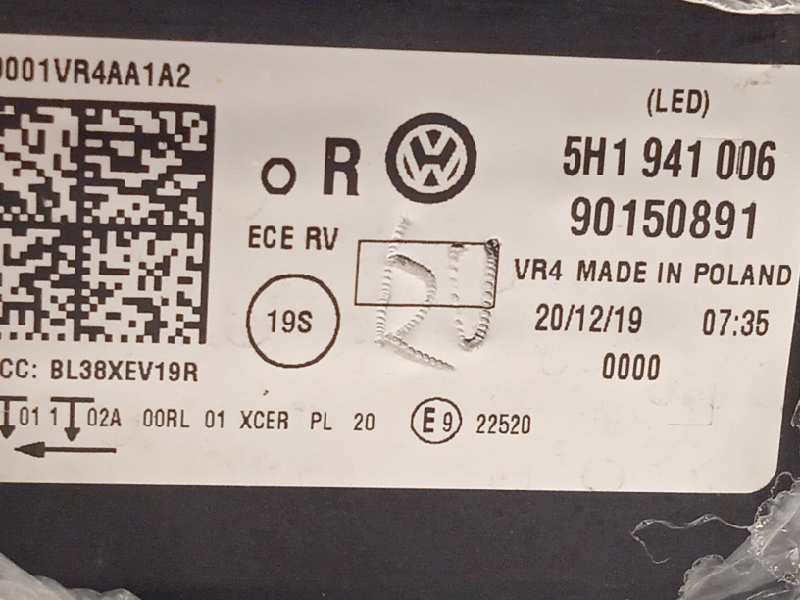 0001VR4AA1A2
(LED)
5H1 941 006
90150891
VR4 MADE IN POLAND
20/12/19 07:35
0000
o R
ECE RV
19S
CC: BL38XEV19R
01 1 02A 00RL 01 XCER PL 20 E9 22520